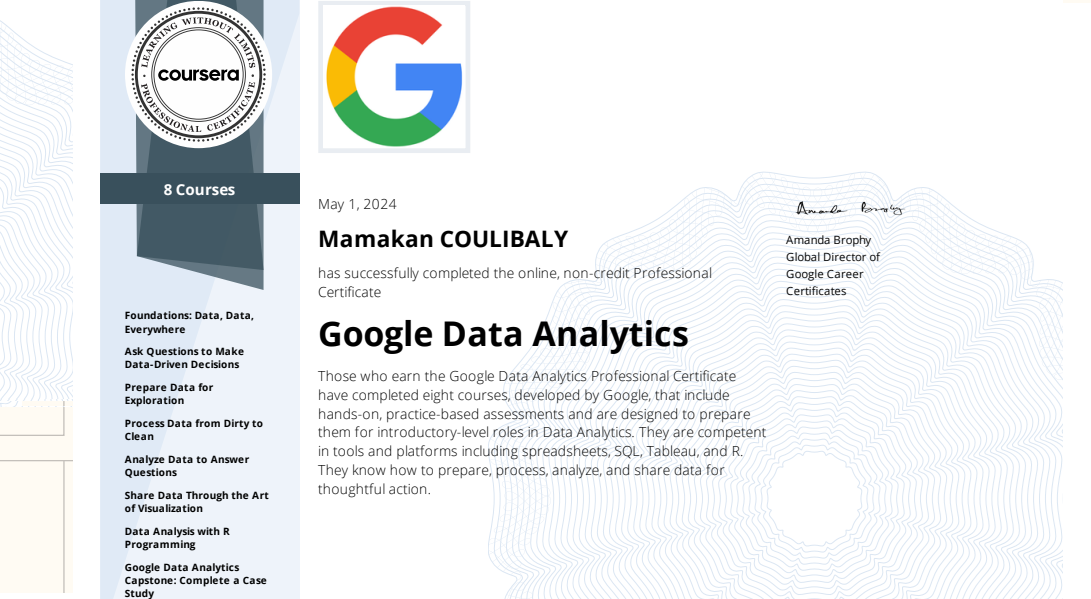 LEARNING WITHOUT LIMITS
coursera
PROFESSIONAL CERTIFICATE
8 Courses
Foundations: Data, Data,
Everywhere
Ask Questions to Make
Data-Driven Decisions
Prepare Data for
Exploration
Process Data from Dirty to
Clean
Analyze Data to Answer
Questions
Share Data Through the Art
of Visualization
Data Analysis with R
Programming
Google Data Analytics
Capstone: Complete a Case
Study
G
May 1, 2024
Mamakan COULIBALY
has successfully completed the online, non-credit Professional
Certificate
Google Data Analytics
Those who earn the Google Data Analytics Professional Certificate
have completed eight courses, developed by Google, that include
hands-on, practice-based assessments and are designed to prepare
them for introductory-level roles in Data Analytics. They are competent
in tools and platforms including spreadsheets, SQL, Tableau, and R.
They know how to prepare, process, analyze, and share data for
thoughtful action.
Amanda Brophy
Amanda Brophy
Global Director of
Google Career
Certificates